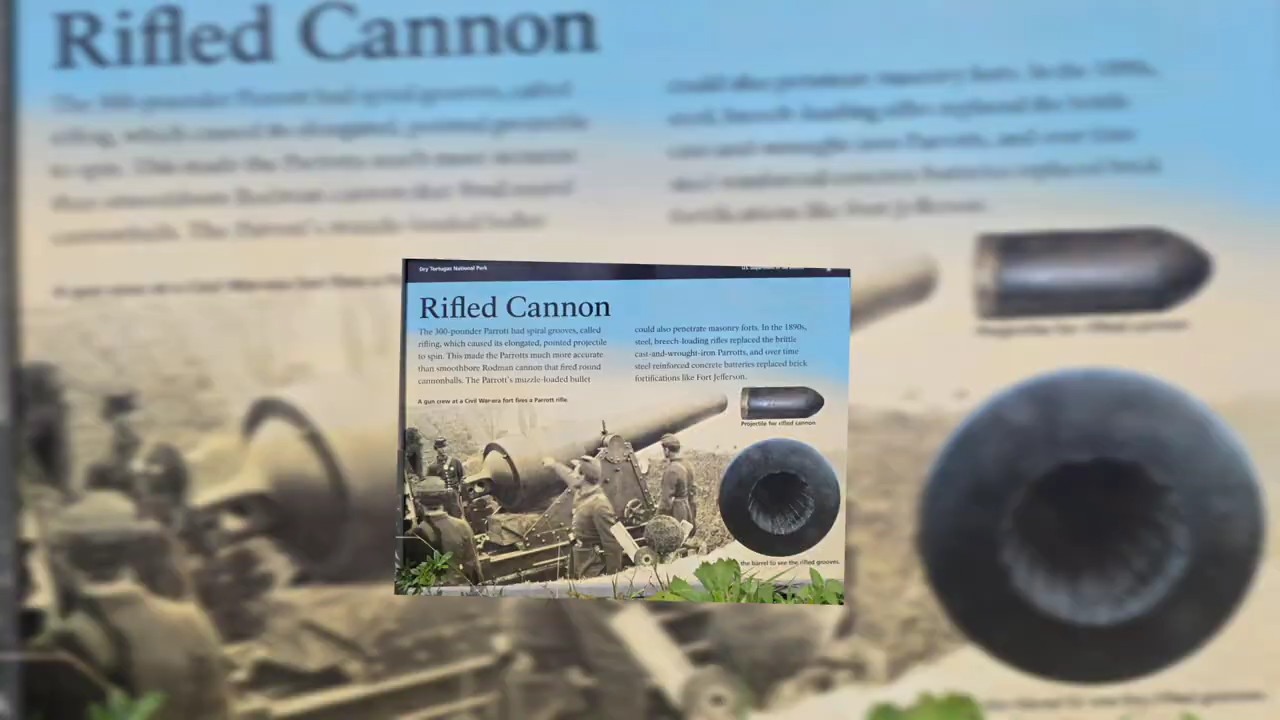 Dry Tortugas National Park
Rifled Cannon
The 300-pounder Parrott had spiral grooves, called
rifling, which caused its elongated, pointed projectile
to spin. This made the Parrotts much more accurate
than smoothbore Rodman cannon that fired round
cannonballs. The Parrott's muzzle-loaded bullet
could also penetrate masonry forts. In the 1890s,
steel, breech-loading rifles replaced the brittle
cast-and-wrought-iron Parrotts, and over time
steel reinforced concrete batteries replaced brick
fortifications like Fort Jefferson.
A gun crew at a Civil War-era fort fires a Parrott rifle.
Projectile for rifled cannon
the barrel to see the rifled grooves.